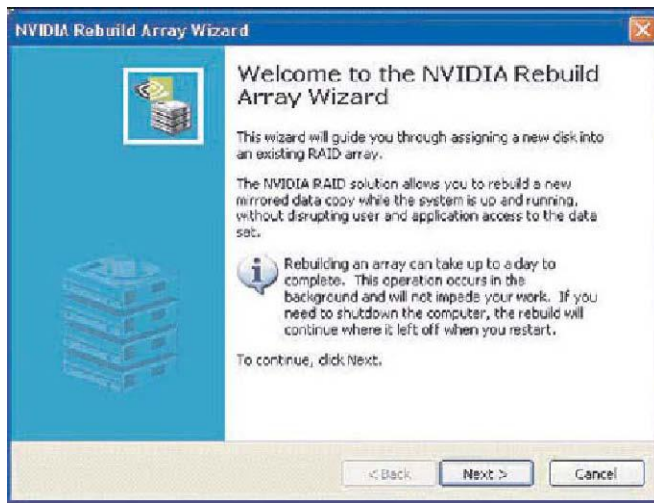 NVIDIA Rebuild Array Wizard
Welcome to the NVIDIA Rebuild
Array Wizard
This wizard will guide you through assigning a new disk into
an existing RAID array.
The NVIDIA RAID solution allows you to rebuild a new
mirrored data copy while the system is up and running,
without disrupting user and application access to the data
set.
Rebuilding an array can take up to a day to
complete. This operation occurs in the
background and will not impede your work. If you
need to shutdown the computer, the rebuild will
continue where it left off when you restart.
To continue, click Next.
< Back
Next >
Cancel